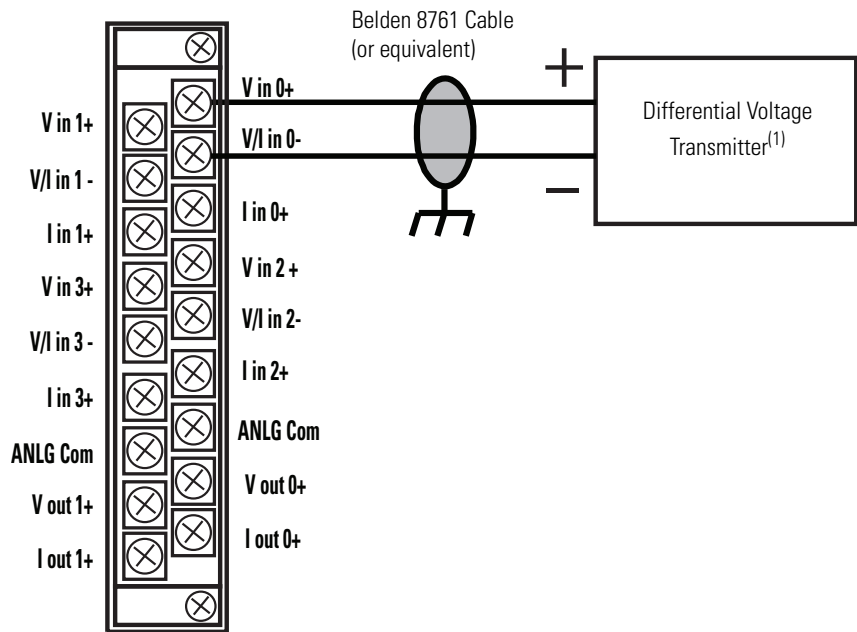 Belden 8761 Cable
(or equivalent)
+
−
Differential Voltage
Transmitter(1)
V in 0+
V/I in 0-
I in 0+
V in 2 +
V/I in 2-
I in 2+
ANLG Com
V out 0+
I out 0+
V in 1+
V/I in 1 -
I in 1+
V in 3+
V/I in 3 -
I in 3+
ANLG Com
V out 1+
I out 1+